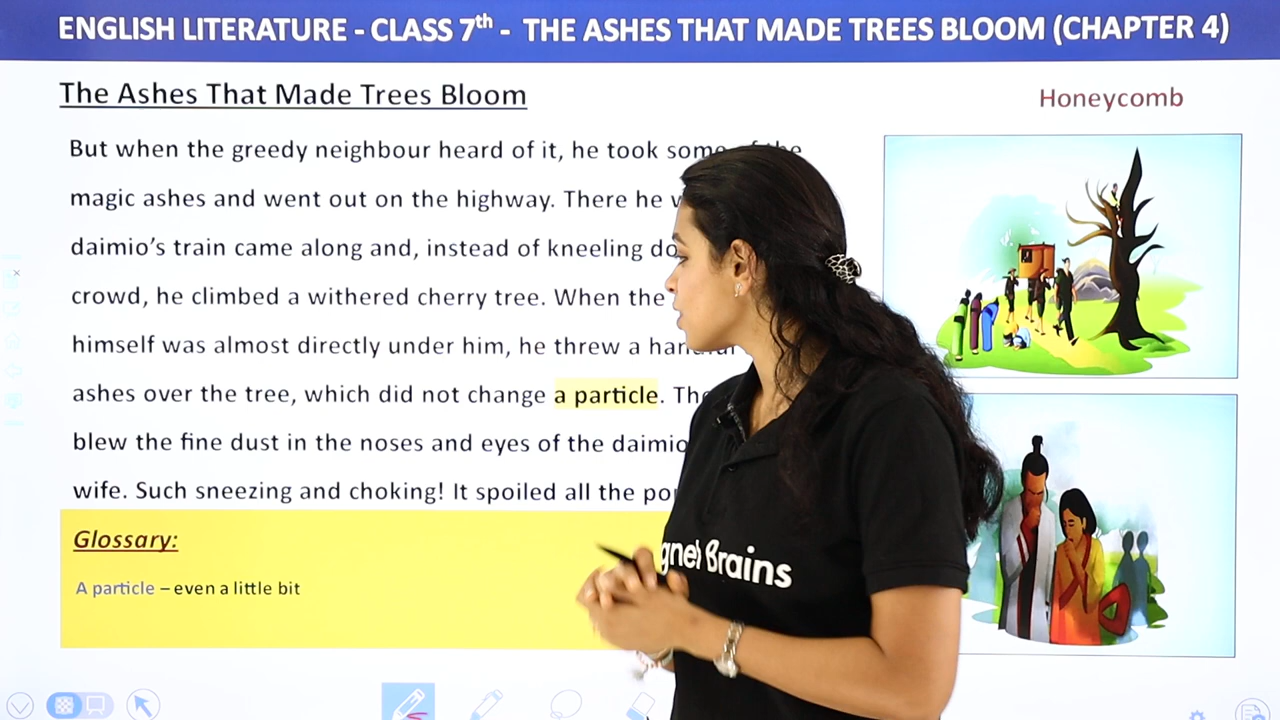 ENGLISH LITERATURE - CLASS 7th - THE ASHES THAT MADE TREES BLOOM (CHAPTER 4)
The Ashes That Made Trees Bloom
Honeycomb
But when the greedy neighbour heard of it, he took some of the
magic ashes and went out on the highway. There he
daimio's train came along and, instead of kneeling
crowd, he climbed a withered cherry tree. When the
himself was almost directly under him, he threw a handful
ashes over the tree, which did not change a particle.
blew the fine dust in the noses and eyes of the
wife. Such sneezing and choking! It spoiled all the
Glossary:
A particle – even a little bit
Brains